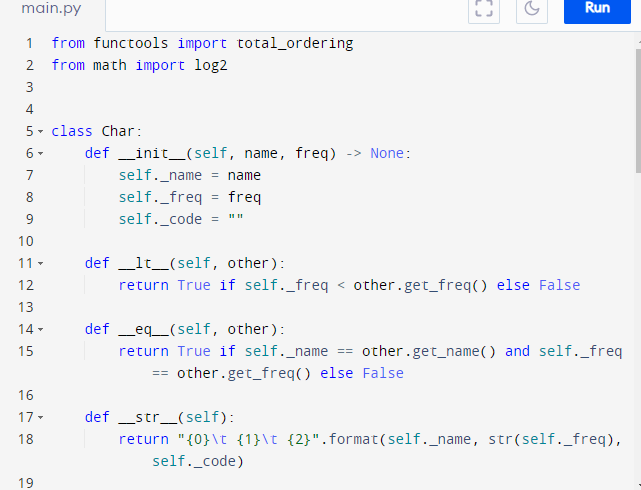 main.py
Run
1 from functools import total_ordering
2 from math import log2
3
4
5 class Char:
6 def __init__(self, name, freq) -> None:
7 self._name = name
8 self._freq = freq
9 self._code = ""
10
11 def __lt__(self, other):
12 return True if self._freq < other.get_freq() else False
13
14 def __eq__(self, other):
15 return True if self._name == other.get_name() and self._freq
== other.get_freq() else False
16
17 def __str__(self):
18 return "{0}\t {1}\t {2}".format(self._name, str(self._freq),
self._code)
19